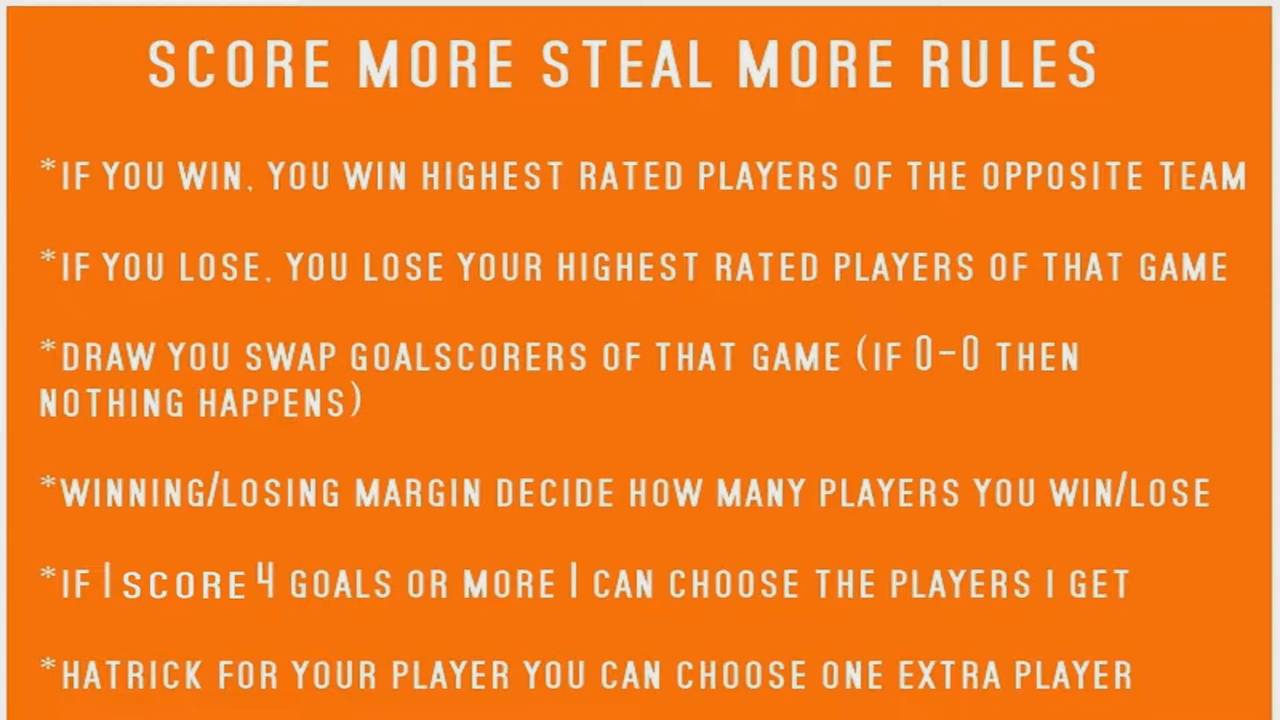 SCORE MORE STEAL MORE RULES
*IF YOU WIN, YOU WIN HIGHEST RATED PLAYERS OF THE OPPOSITE TEAM
*IF YOU LOSE, YOU LOSE YOUR HIGHEST RATED PLAYERS OF THAT GAME
*DRAW YOU SWAP GOALSCORERS OF THAT GAME (IF 0-0 THEN
NOTHING HAPPENS)
*WINNING/LOSING MARGIN DECIDE HOW MANY PLAYERS YOU WIN/LOSE
*IF I SCORE 4 GOALS OR MORE I CAN CHOOSE THE PLAYERS I GET
*HATRICK FOR YOUR PLAYER YOU CAN CHOOSE ONE EXTRA PLAYER